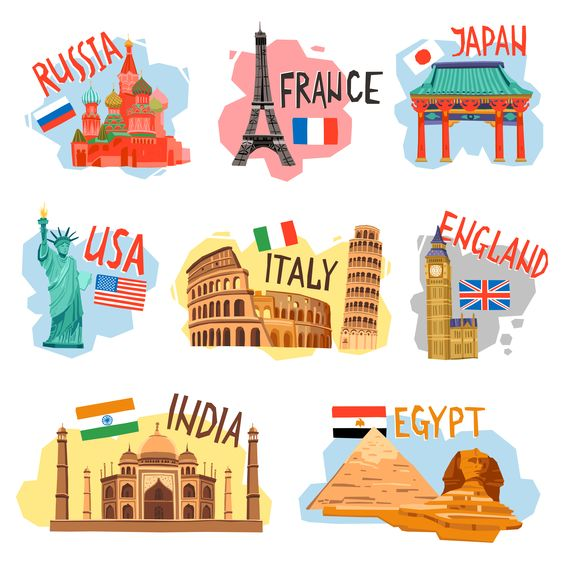 RUSSIA
FRANCE
JAPAN
USA
ITALY
ENGLAND
INDIA
EGYPT